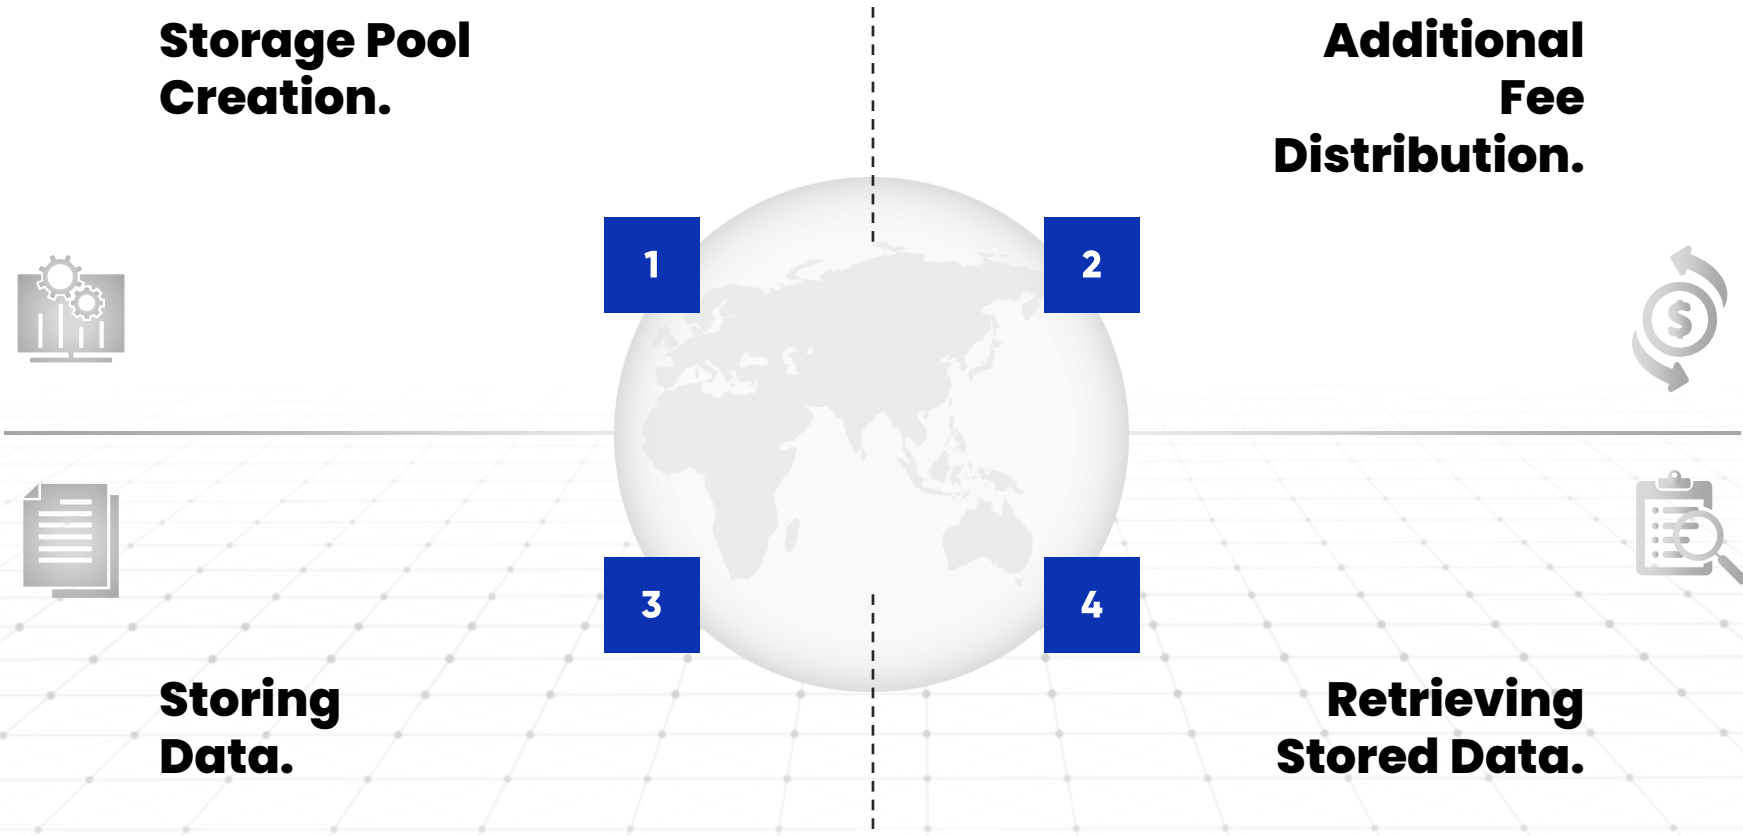 Storage Pool
Creation.
Additional
Fee
Distribution.
1
2
$
3
4
Storing
Data.
Retrieving
Stored Data.